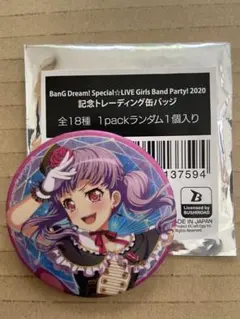 BanG Dream! Special☆LIVE Girls Band Party! 2020
記念トレーディング缶バッジ
全18種 1packランダム1個入り
137594
B
Licensed by
BUSHIROAD
MADE IN JAPAN